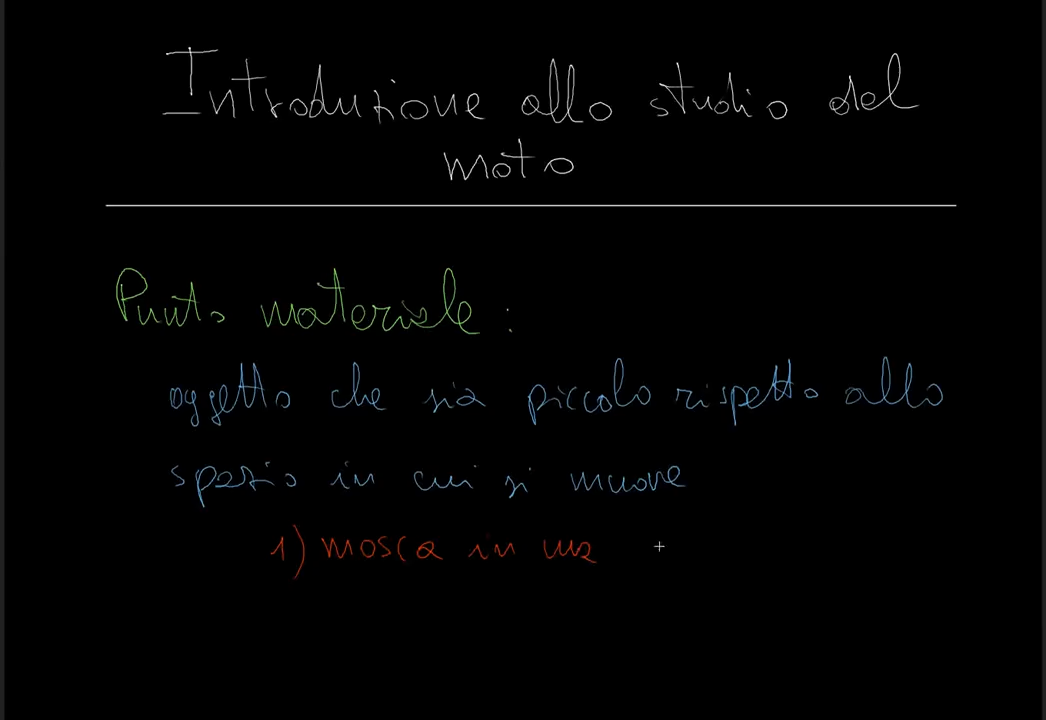 Introduzione allo studio del
moto
Punto materiale :
oggetto che sia piccolo rispetto allo
spazio in cui si muove
1) mosca in una